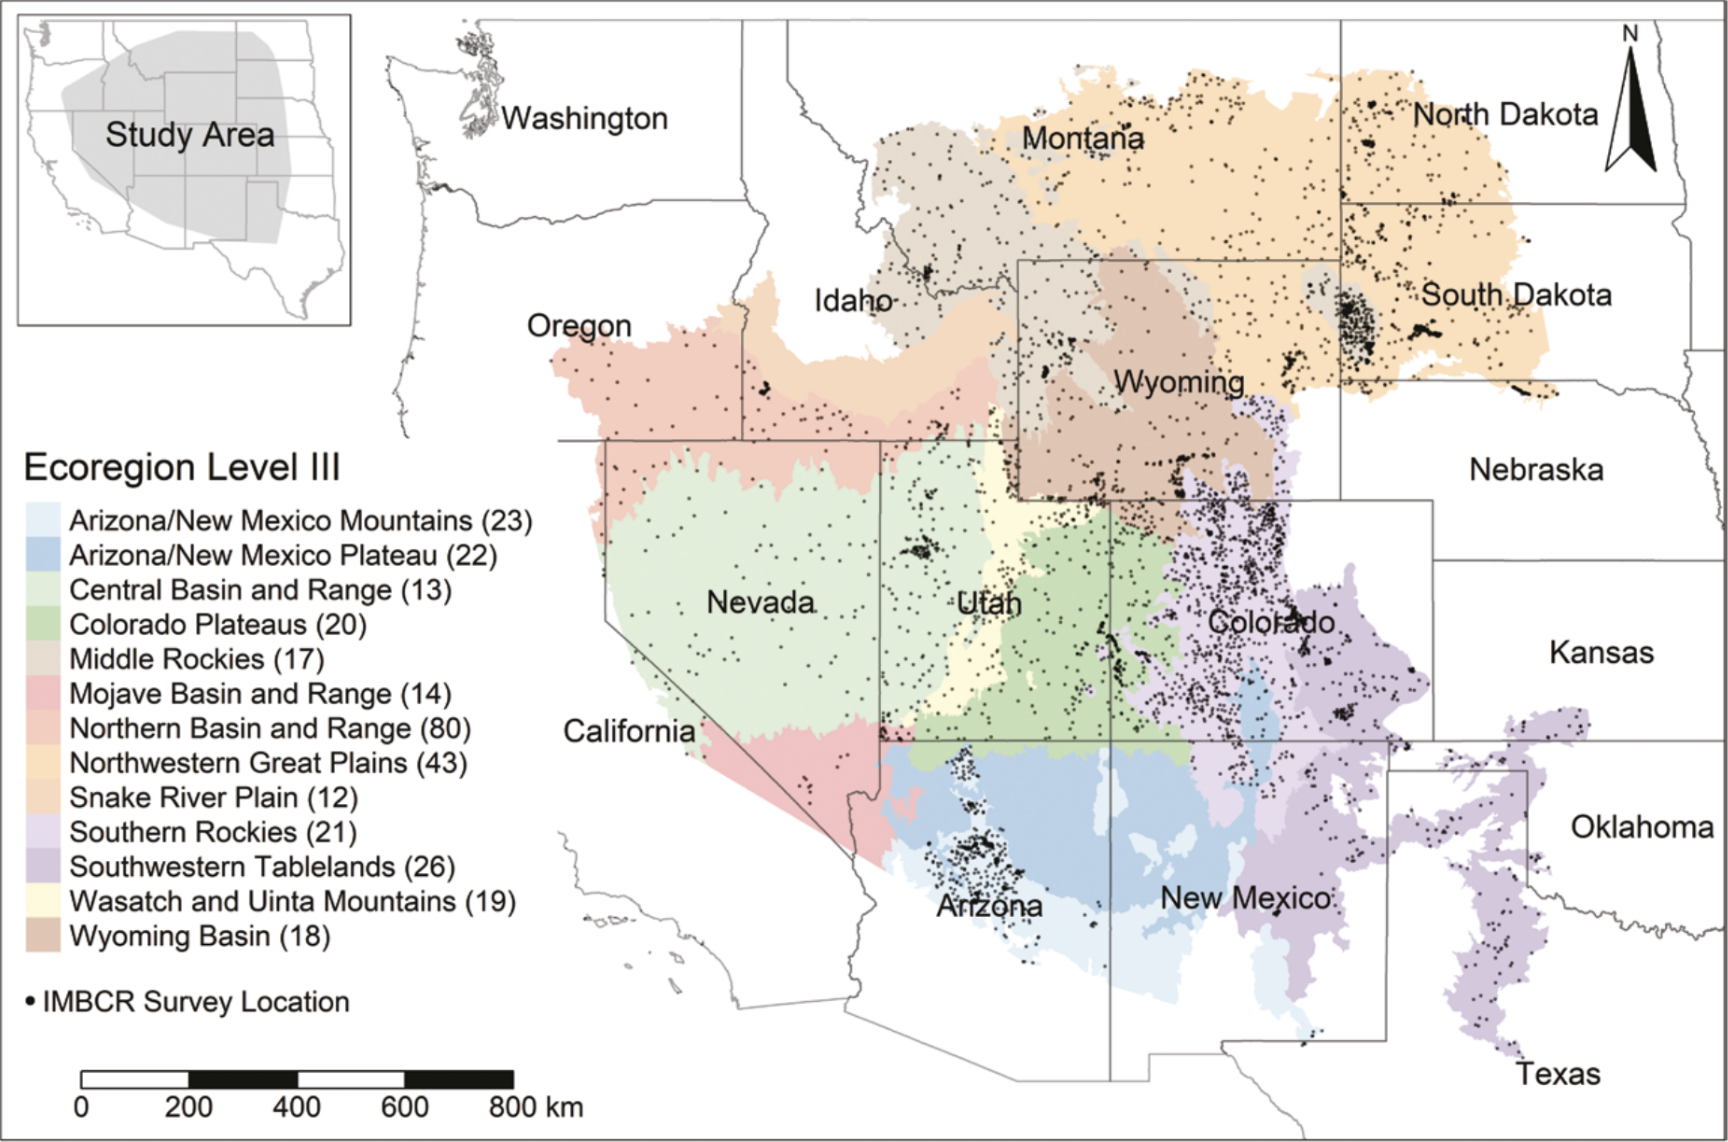 Study Area
N
Washington
Montana
North Dakota
Idaho
South Dakota
Oregon
Wyoming
Nebraska
Nevada
Utah
Colorado
Kansas
California
Oklahoma
Arizona
New Mexico
Texas
Ecoregion Level III
Arizona/New Mexico Mountains (23)
Arizona/New Mexico Plateau (22)
Central Basin and Range (13)
Colorado Plateaus (20)
Middle Rockies (17)
Mojave Basin and Range (14)
Northern Basin and Range (80)
Northwestern Great Plains (43)
Snake River Plain (12)
Southern Rockies (21)
Southwestern Tablelands (26)
Wasatch and Uinta Mountains (19)
Wyoming Basin (18)
IMBCR Survey Location
0 200 400 600 800 km